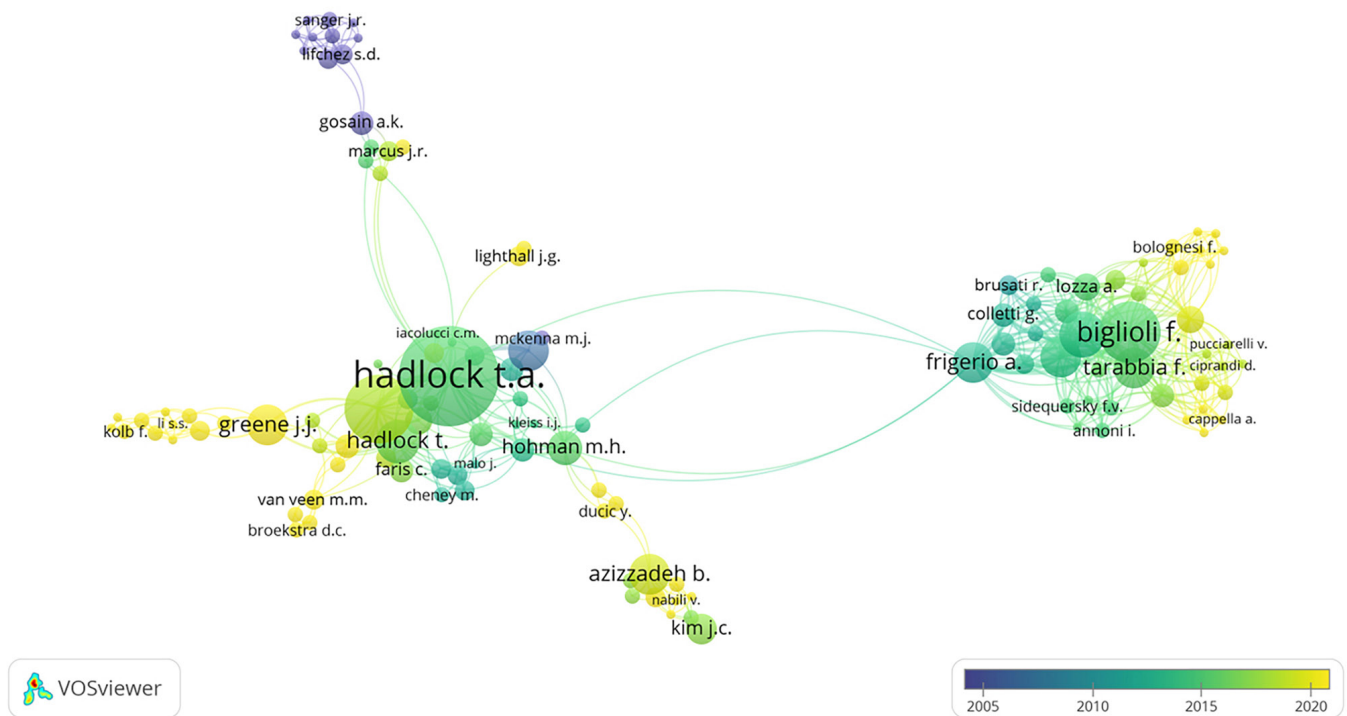 sanger j.r.
lifchez s.d.
gosain a.k.
marcus j.r.
lighthall j.g.
iacolucci c.m.
mckenna m.j.
hadlock t.a.
greene j.j.
li s.s.
kolb f.
hadlock t.
kleiss i.j.
hohman m.h.
faris c.
malo j.
cheney m.
van veen m.m.
broekstra d.c.
ducic y.
azizzadeh b.
nabili v.
kim j.c.
bolognesi f.
brusati r.
lozza a.
colletti g.
biglioli f.
pucciarelli v.
frigerio a.
tarabbia f.
ciprandi d.
sidequersky f.v.
cappella a.
annoni i.
VOSviewer
2005 2010 2015 2020